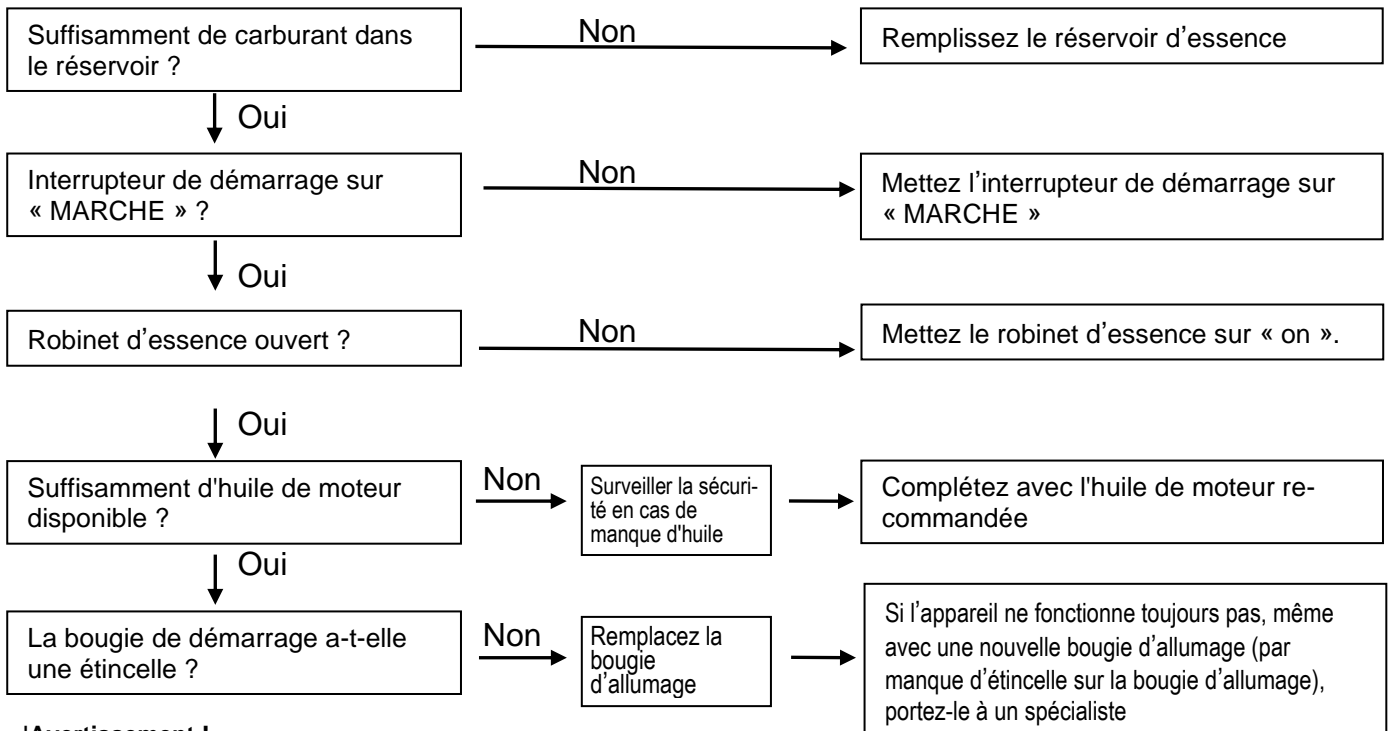 Suffisamment de carburant dans
le réservoir ?
Non
Remplissez le réservoir d’essence
Oui
Interrupteur de démarrage sur
« MARCHE » ?
Non
Mettez l’interrupteur de démarrage sur
« MARCHE »
Oui
Robinet d’essence ouvert ?
Non
Mettez le robinet d’essence sur « on ».
Oui
Suffisamment d'huile de moteur
disponible ?
Non
Surveiller la sécuri-
té en cas de
manque d'huile
Complétez avec l'huile de moteur re-
commandée
Oui
La bougie de démarrage a-t-elle
une étincelle ?
Non
Remplacez la
bougie
d’allumage
Si l’appareil ne fonctionne toujours pas, même
avec une nouvelle bougie d’allumage (par
manque d’étincelle sur la bougie d’allumage),
portez-le à un spécialiste
'Avertissement !